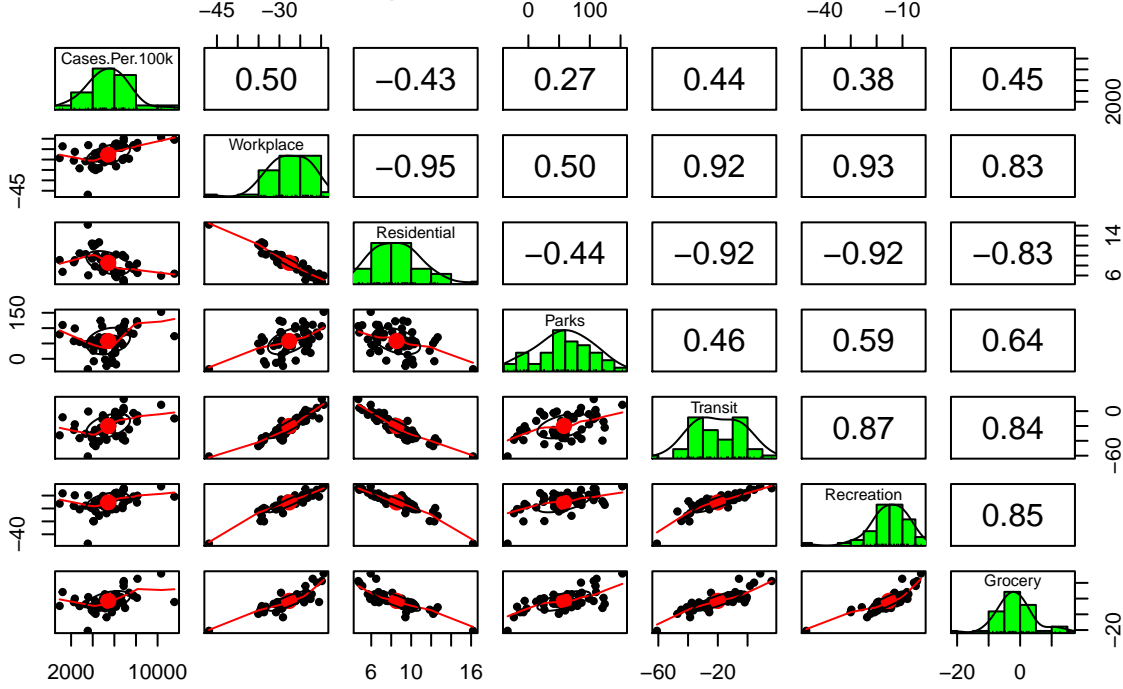 −45 −30 0 100 −40 −10
Cases.Per.100k 0.50 −0.43 0.27 0.44 0.38 0.45 2000
−45 Workplace −0.95 0.50 0.92 0.93 0.83
Residential −0.44 −0.92 −0.92 −0.83 6 14
0 150 Parks 0.46 0.59 0.64
Transit 0.87 0.84 −60 0
−40 Recreation 0.85
Grocery −20
2000 10000 6 10 16 −60 −20 −20 0